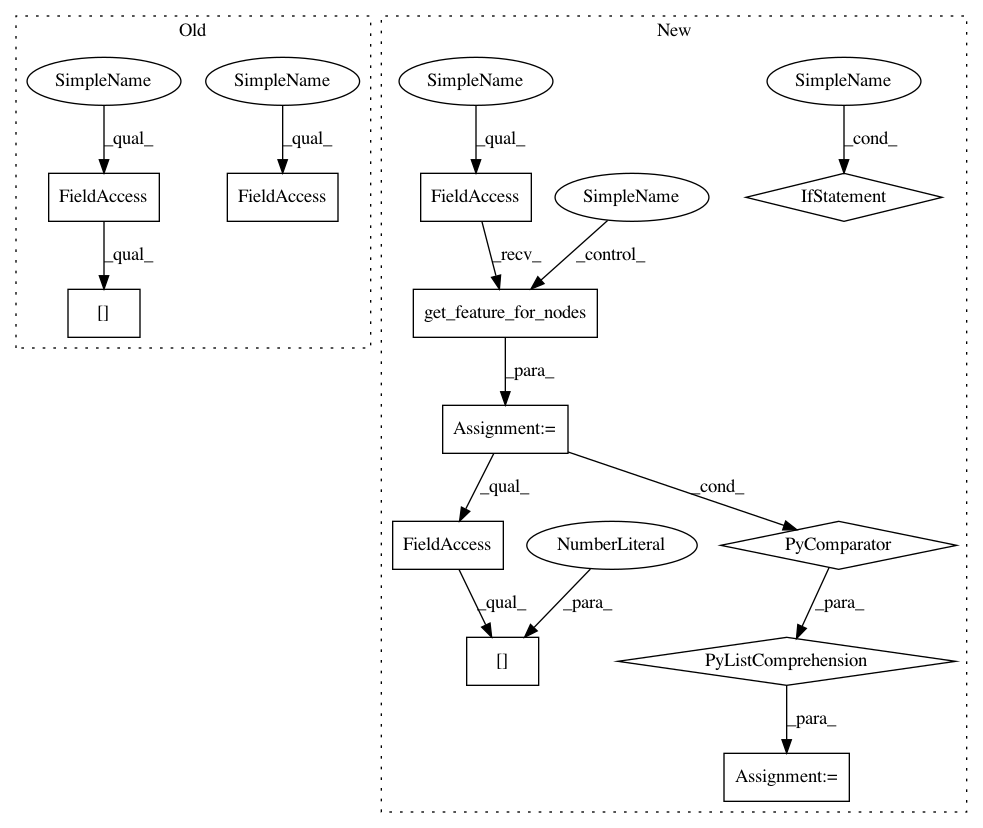 Old
New
SimpleName
SimpleName
SimpleName
SimpleName
_qual_
_qual_
_qual_
_cond_
FieldAccess
FieldAccess
FieldAccess
SimpleName
IfStatement
_qual_
_recv_
_control_
[]
get_feature_for_nodes
_para_
Assignment:=
_qual_
_cond_
FieldAccess
NumberLiteral
PyComparator
_qual_
_para_
_para_
[]
PyListComprehension
_para_
Assignment:=